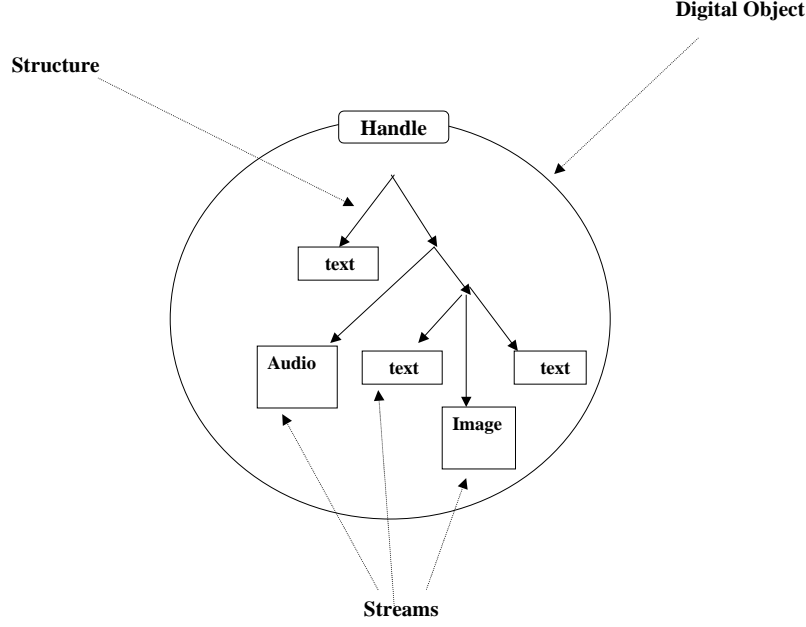 Digital Object
Structure
Handle
text
Audio
text
text
Image
Streams